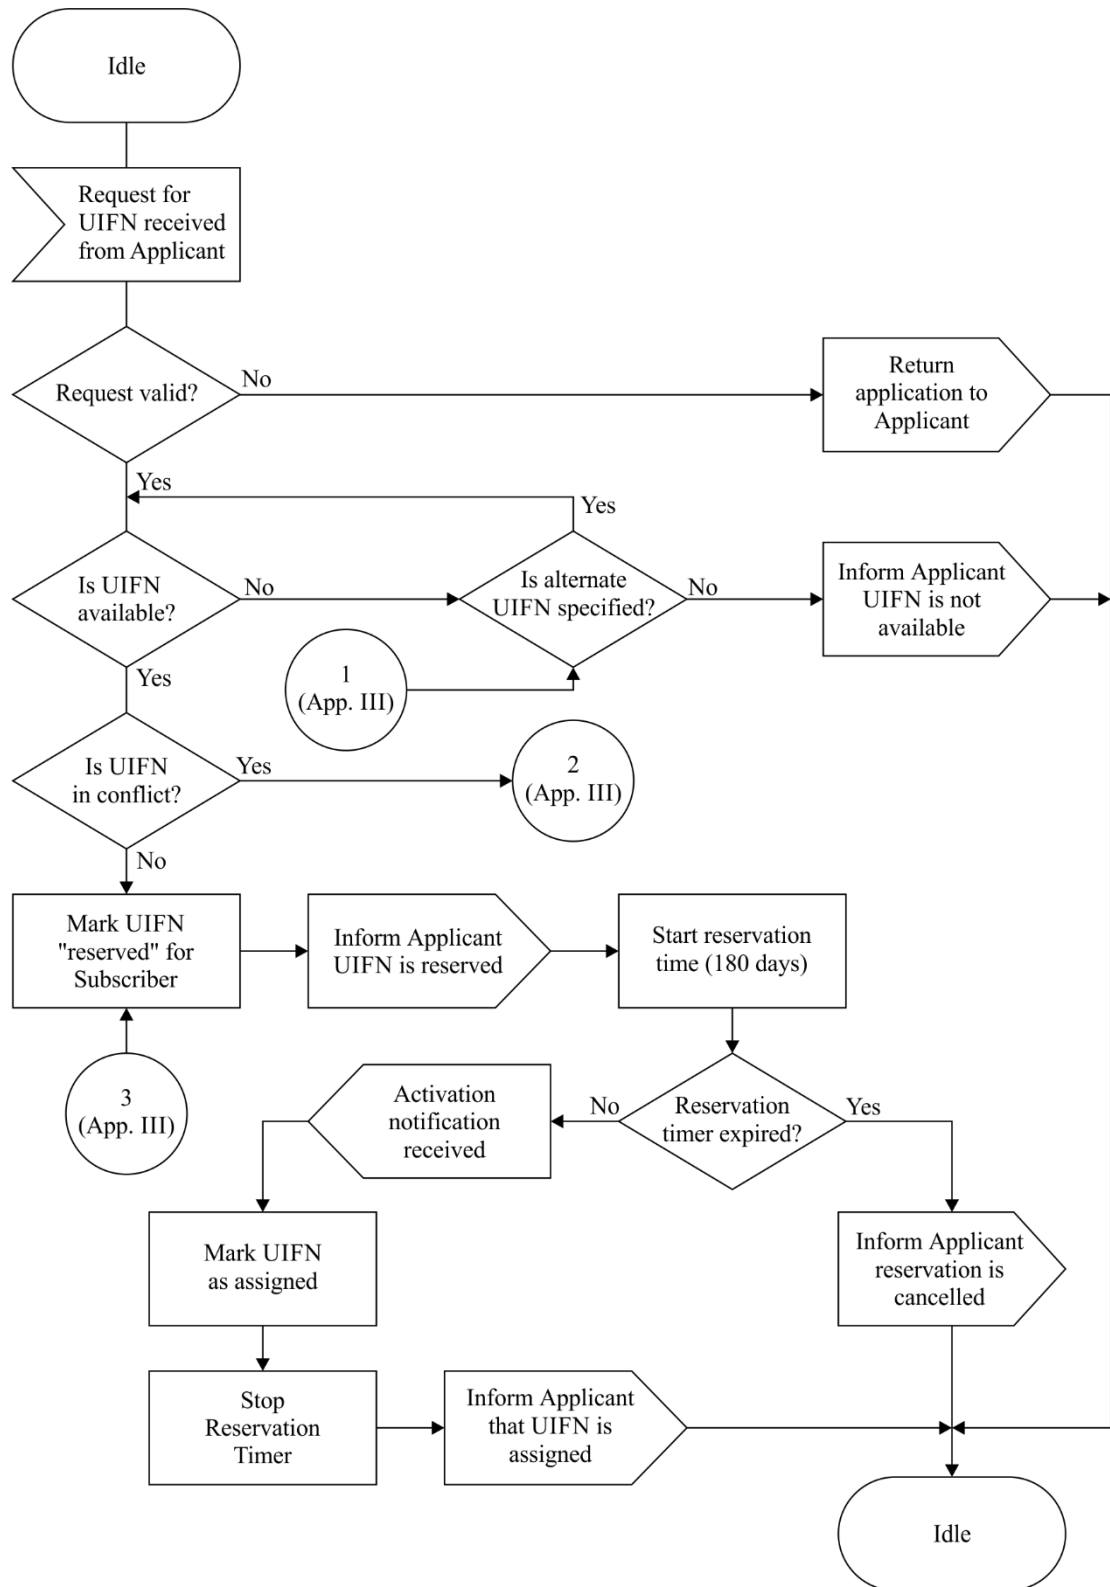 Idle
Request for
UIFN received
from Applicant
Request valid?
No
Return
application to
Applicant
Yes
Yes
Is UIFN
available?
No
Is alternate
UIFN specified?
No
Inform Applicant
UIFN is not
available
Yes
1
(App. III)
Is UIFN
in conflict?
Yes
2
(App. III)
No
Mark UIFN
"reserved" for
Subscriber
Inform Applicant
UIFN is reserved
Start reservation
time (180 days)
3
(App. III)
Activation
notification
received
No
Reservation
timer expired?
Yes
Mark UIFN
as assigned
Inform Applicant
reservation is
cancelled
Stop
Reservation
Timer
Inform Applicant
that UIFN is
assigned
Idle